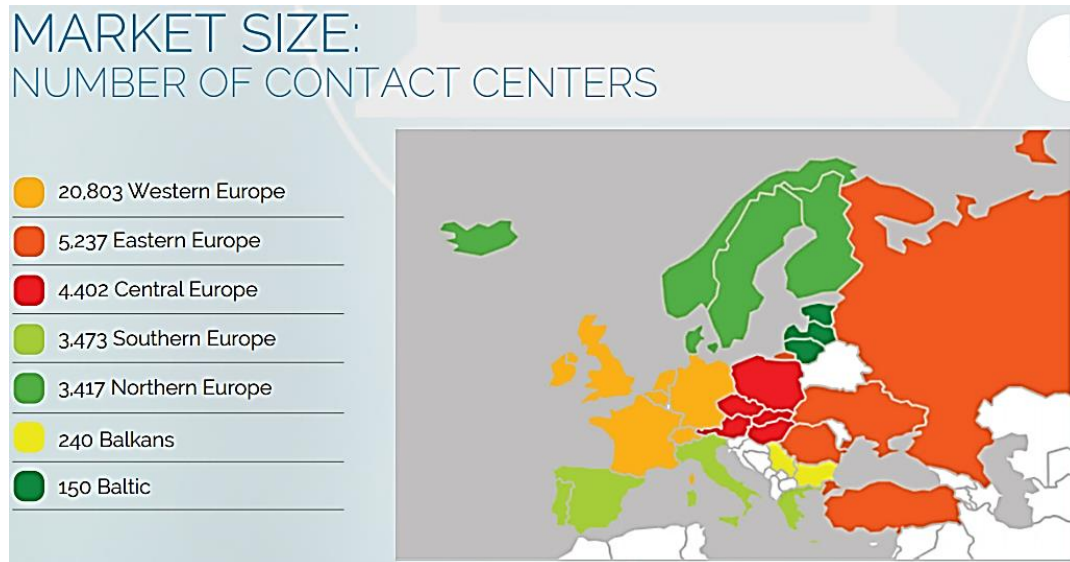 MARKET SIZE:
NUMBER OF CONTACT CENTERS
20,803 Western Europe
5,237 Eastern Europe
4,402 Central Europe
3,473 Southern Europe
3,417 Northern Europe
240 Balkans
150 Baltic